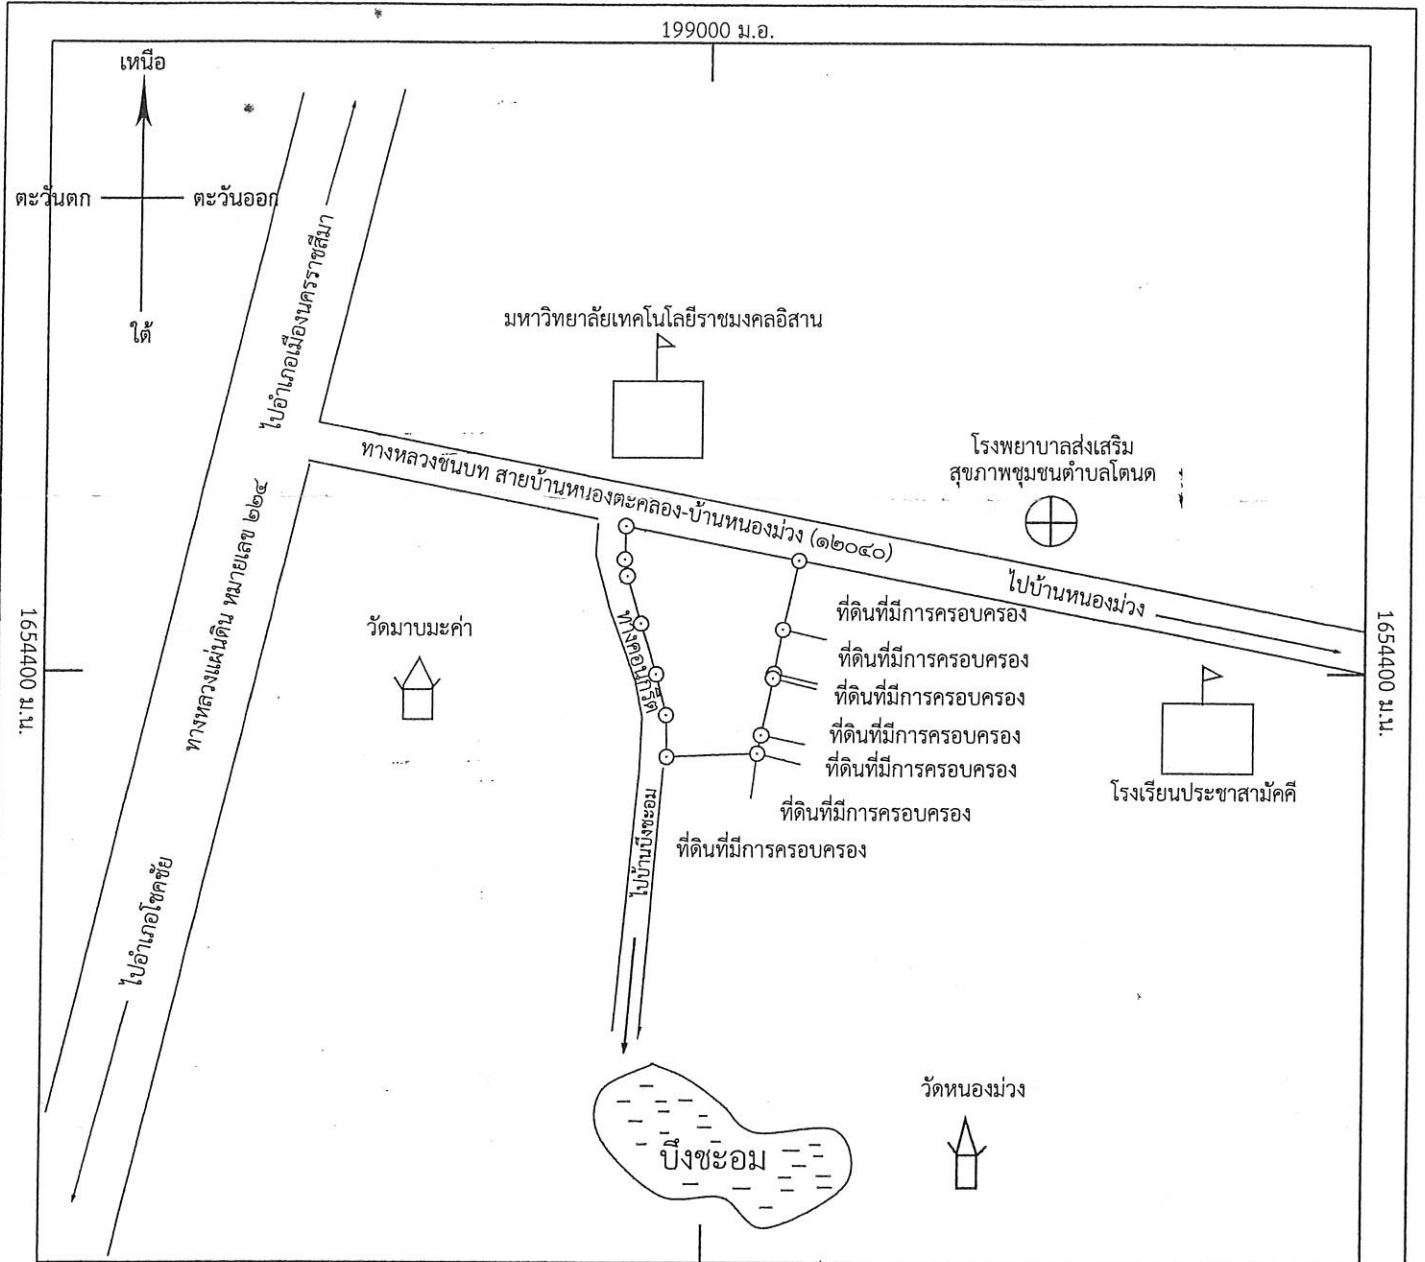 199000 ม.อ.
เหนือ
ตะวันตก
ตะวันออก
ใต้
ไปอำเภอเมืองนครราชสีมา
มหาวิทยาลัยเทคโนโลยีราชมงคลอิสาน
ทางหลวงชนบท สายบ้านหนองตะคลอง-บ้านหนองม่วง (๑๒๐๔๐)
โรงพยาบาลส่งเสริม
สุขภาพชุมชนตำบลโตนด
ไปบ้านหนองม่วง
ทางหลวงแผ่นดิน หมายเลข ๒๒๔
1654400 ม.น.
วัดมาบมะค่า
ทางคอนกรีต
ที่ดินที่มีการครอบครอง
ที่ดินที่มีการครอบครอง
ที่ดินที่มีการครอบครอง
ที่ดินที่มีการครอบครอง
ที่ดินที่มีการครอบครอง
ที่ดินที่มีการครอบครอง
ที่ดินที่มีการครอบครอง
1654400 ม.น.
โรงเรียนประชาสามัคคี
ไปบ้านบึงชะอม
ไปอำเภอโชคชัย
บึงชะอม
วัดหนองม่วง